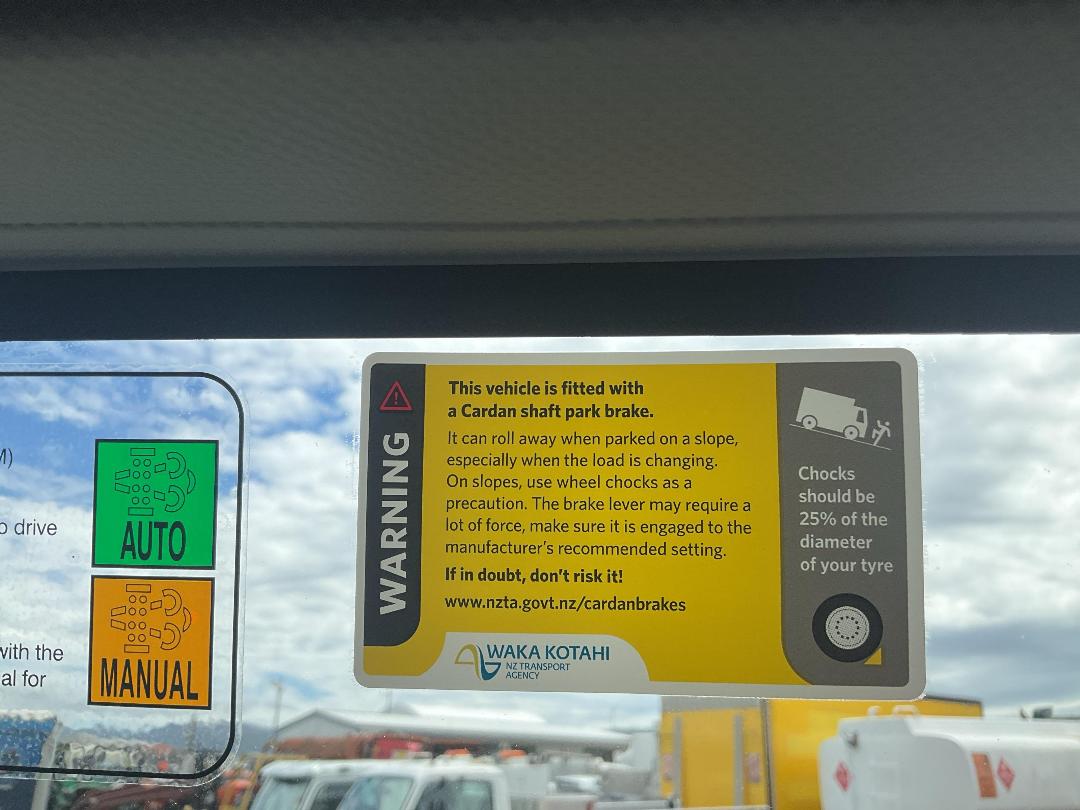 M)
o drive
AUTO
with the
al for
MANUAL
WARNING
This vehicle is fitted with
a Cardan shaft park brake.
It can roll away when parked on a slope,
especially when the load is changing.
On slopes, use wheel chocks as a
precaution. The brake lever may require a
lot of force, make sure it is engaged to the
manufacturer's recommended setting.
If in doubt, don't risk it!
www.nzta.govt.nz/cardanbrakes
WAKA KOTAHI
NZ TRANSPORT
AGENCY
Chocks
should be
25% of the
diameter
of your tyre